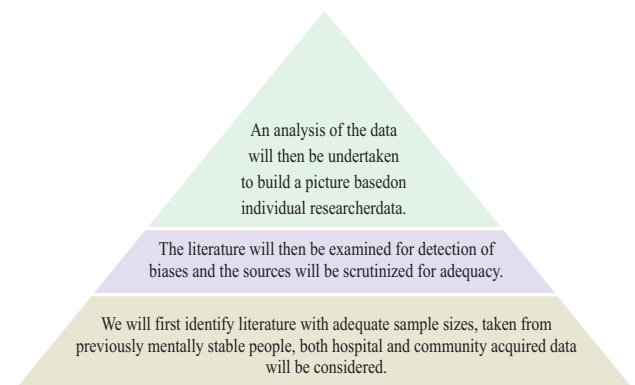 An analysis of the data
will then be undertaken
to build a picture basedon
individual researcherdata.
The literature will then be examined for detection of
biases and the sources will be scrutinized for adequacy.
We will first identify literature with adequate sample sizes, taken from
previously mentally stable people, both hospital and community acquired data
will be considered.